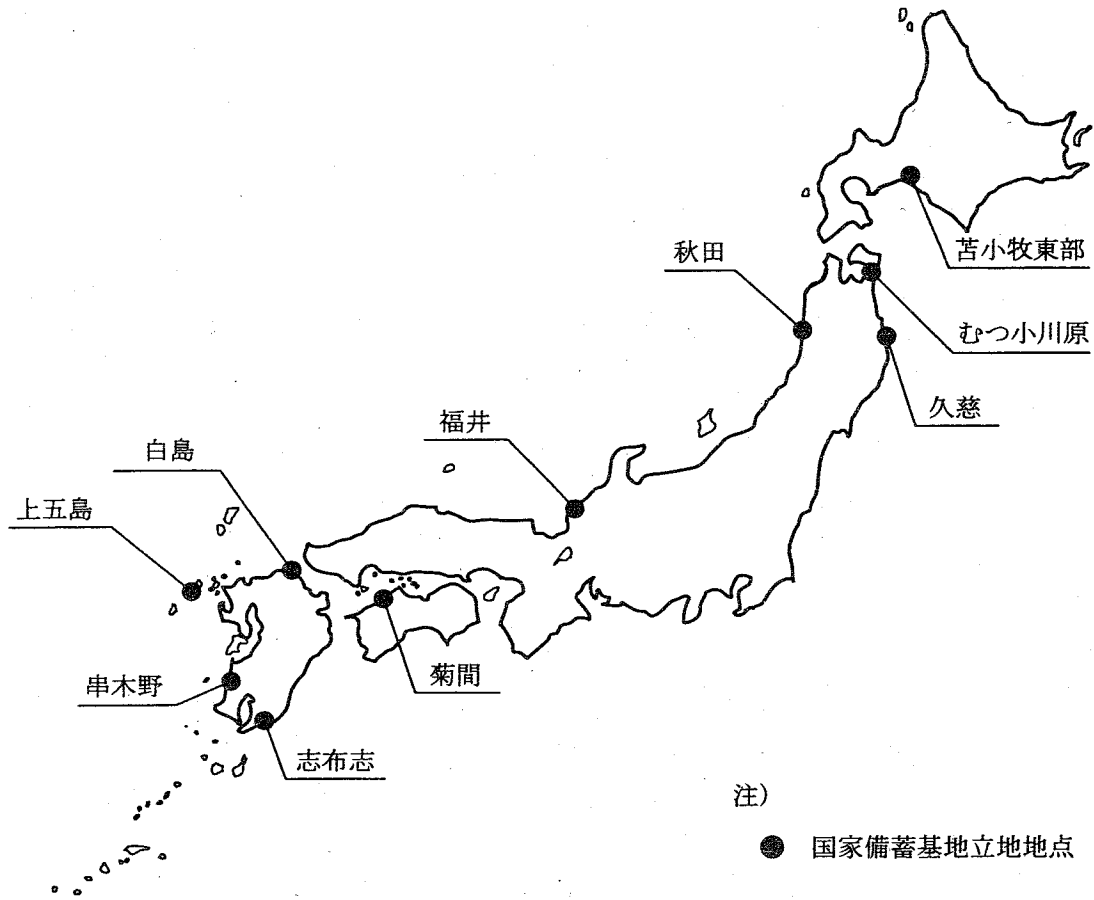 苫小牧東部
秋田
むつ小川原
久慈
福井
白島
上五島
菊間
串木野
志布志
注)
● 国家備蓄基地立地地点